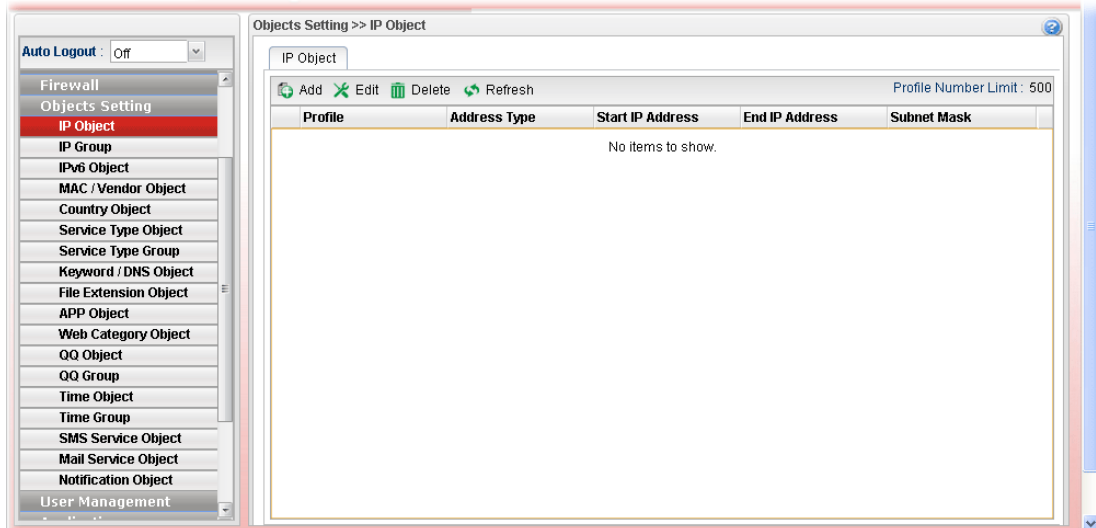 Objects Setting >> IP Object
Auto Logout : Off
IP Object
Firewall
Add Edit Delete Refresh Profile Number Limit : 500
Objects Setting
Profile Address Type Start IP Address End IP Address Subnet Mask
IP Object
No items to show.
IP Group
IPv6 Object
MAC / Vendor Object
Country Object
Service Type Object
Service Type Group
Keyword / DNS Object
File Extension Object
APP Object
Web Category Object
QQ Object
QQ Group
Time Object
Time Group
SMS Service Object
Mail Service Object
Notification Object
User Management